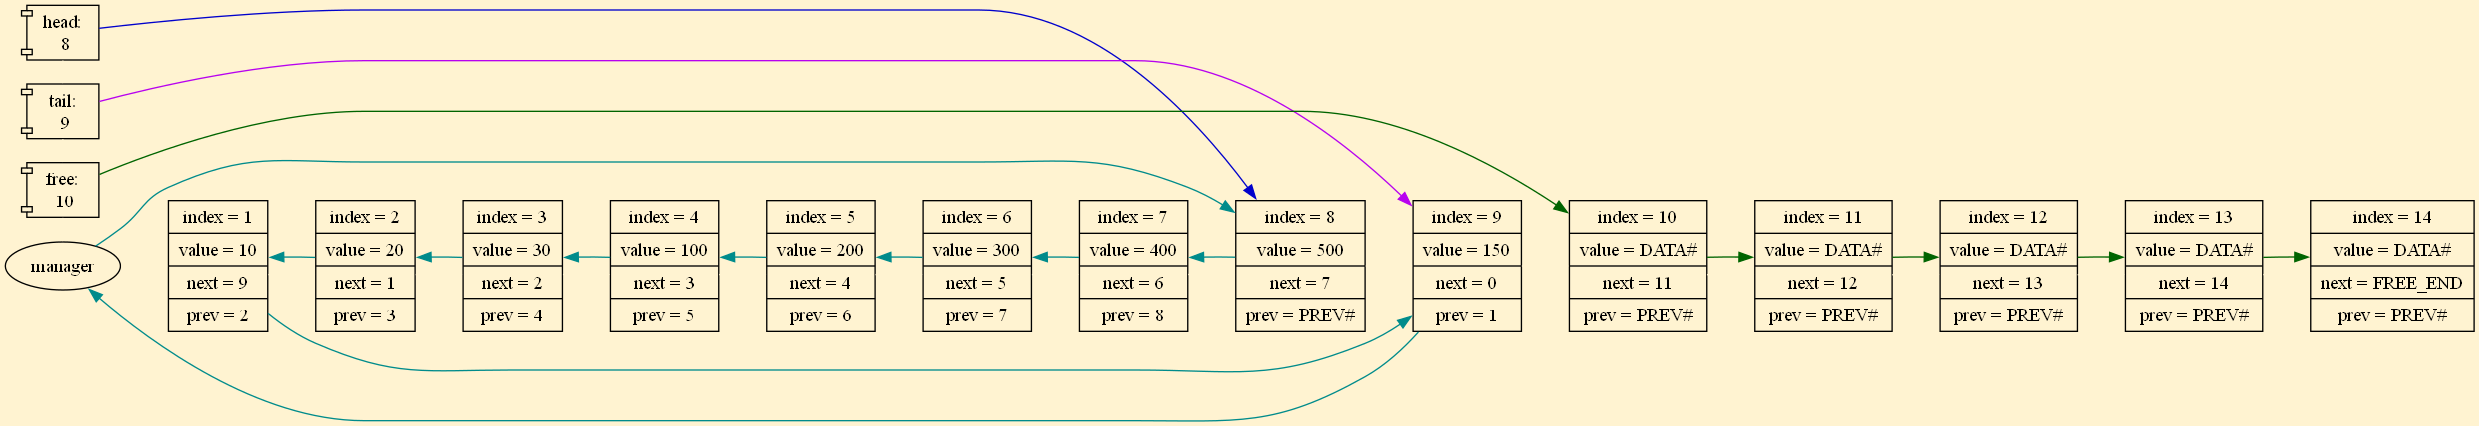 head:
8
tail:
9
free:
10
manager
index = 1
value = 10
next = 9
prev = 2
index = 2
value = 20
next = 1
prev = 3
index = 3
value = 30
next = 2
prev = 4
index = 4
value = 100
next = 3
prev = 5
index = 5
value = 200
next = 4
prev = 6
index = 6
value = 300
next = 5
prev = 7
index = 7
value = 400
next = 6
prev = 8
index = 8
value = 500
next = 7
prev = PREV#
index = 9
value = 150
next = 0
prev = 1
index = 10
value = DATA#
next = 11
prev = PREV#
index = 11
value = DATA#
next = 12
prev = PREV#
index = 12
value = DATA#
next = 13
prev = PREV#
index = 13
value = DATA#
next = 14
prev = PREV#
index = 14
value = DATA#
next = FREE_END
prev = PREV#